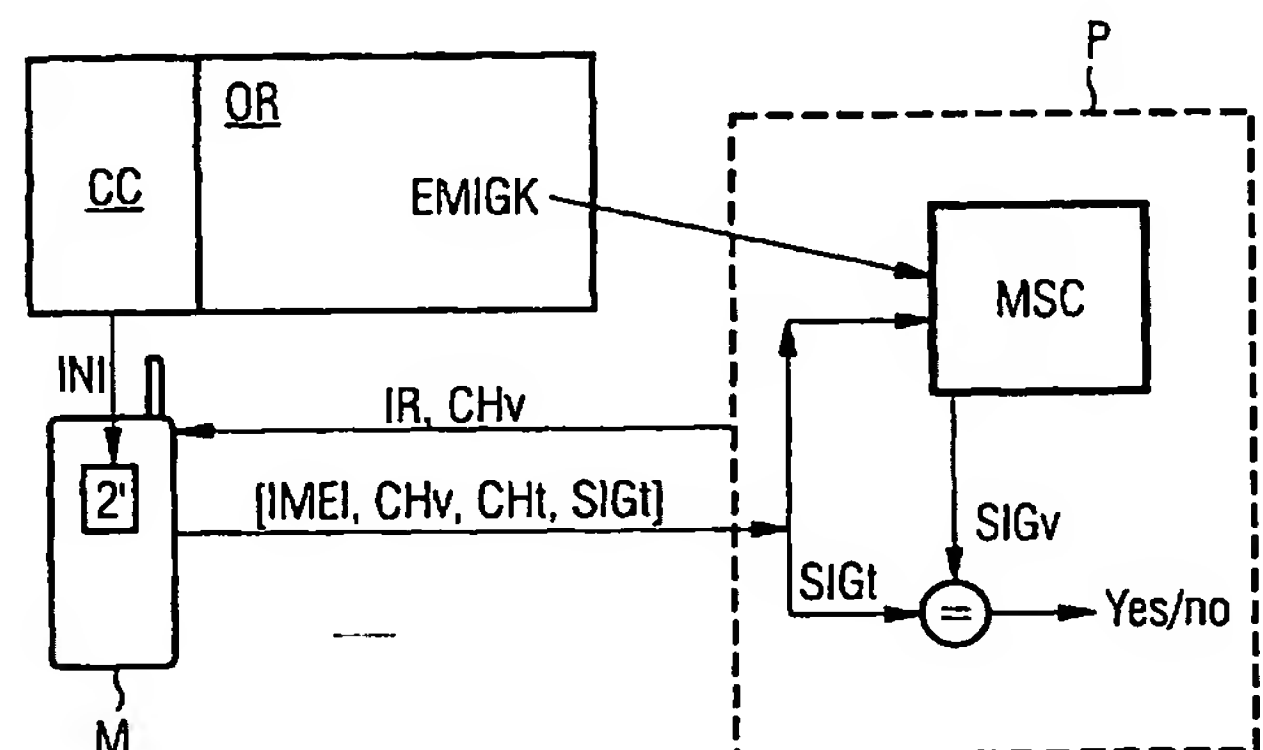 P
OR
CC
EMIGK
MSC
INI
IR, CHv
2'
[IMEI, CHv, CHt, SIGt]
SIGv
SIGt
=
Yes/no
M